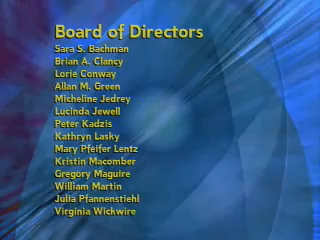 Board of Directors
Sara S. Bachman
Brian A. Clancy
Lorie Conway
Allan M. Green
Micheline Jedrey
Lucinda Jewell
Peter Kadzis
Kathryn Lasky
Mary Pfeifer Lentz
Kristin Macomber
Gregory Maguire
William Martin
Julia Pfannenstiehl
Virginia Wickwire